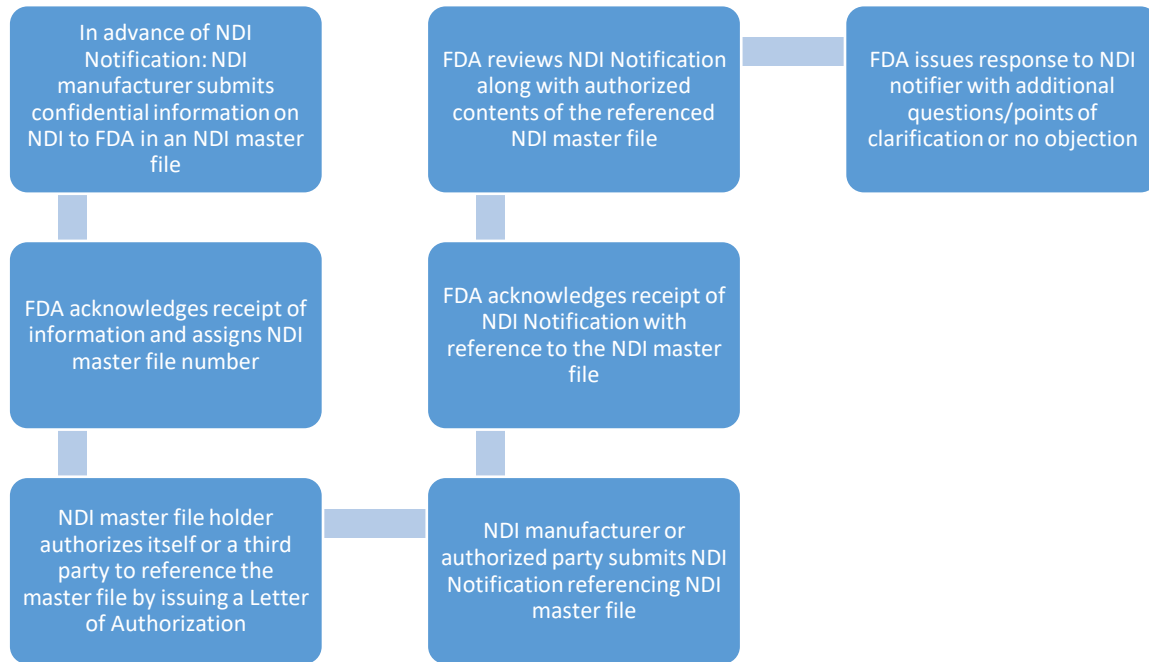 In advance of NDI
Notification: NDI
manufacturer submits
confidential information on
NDI to FDA in an NDI master
file
FDA acknowledges receipt of
information and assigns NDI
master file number
NDI master file holder
authorizes itself or a third
party to reference the
master file by issuing a Letter
of Authorization
NDI manufacturer or
authorized party submits NDI
Notification referencing NDI
master file
FDA acknowledges receipt of
NDI Notification with
reference to the NDI master
file
FDA reviews NDI Notification
along with authorized
contents of the referenced
NDI master file
FDA issues response to NDI
notifier with additional
questions/points of
clarification or no objection